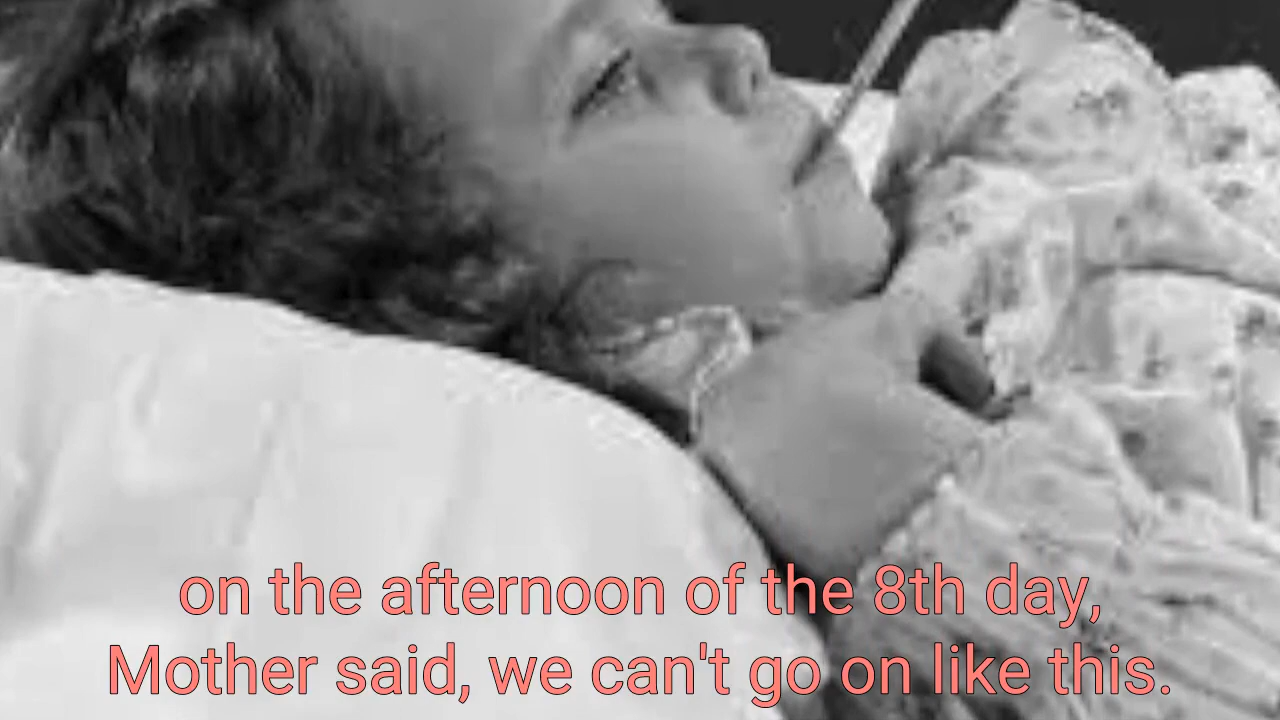 on the afternoon of the 8th day,
Mother said, we can't go on like this.